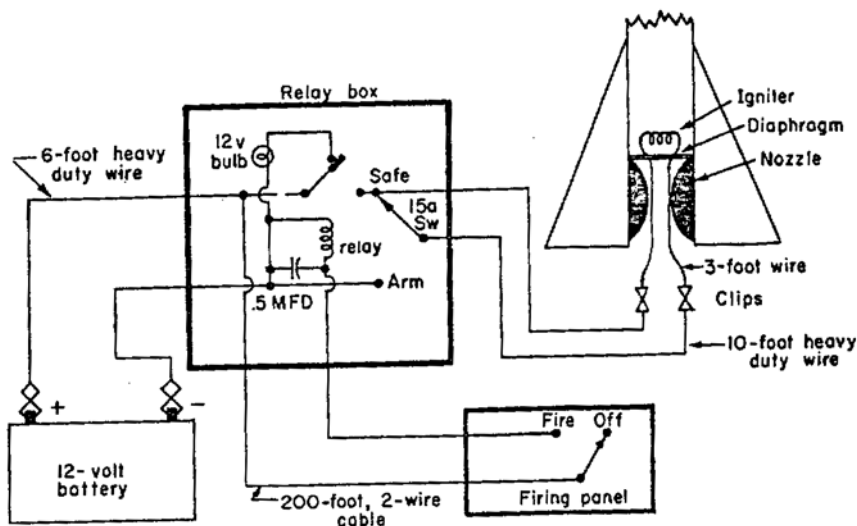 Relay box
Igniter
Diaphragm
Nozzle
12v
bulb
6-foot heavy
duty wire
Safe
15a
Sw
relay
3-foot wire
Arm
.5 MFD
Clips
10-foot heavy
duty wire
+
-
Fire
Off
12-volt
battery
Firing panel
200-foot, 2-wire
cable